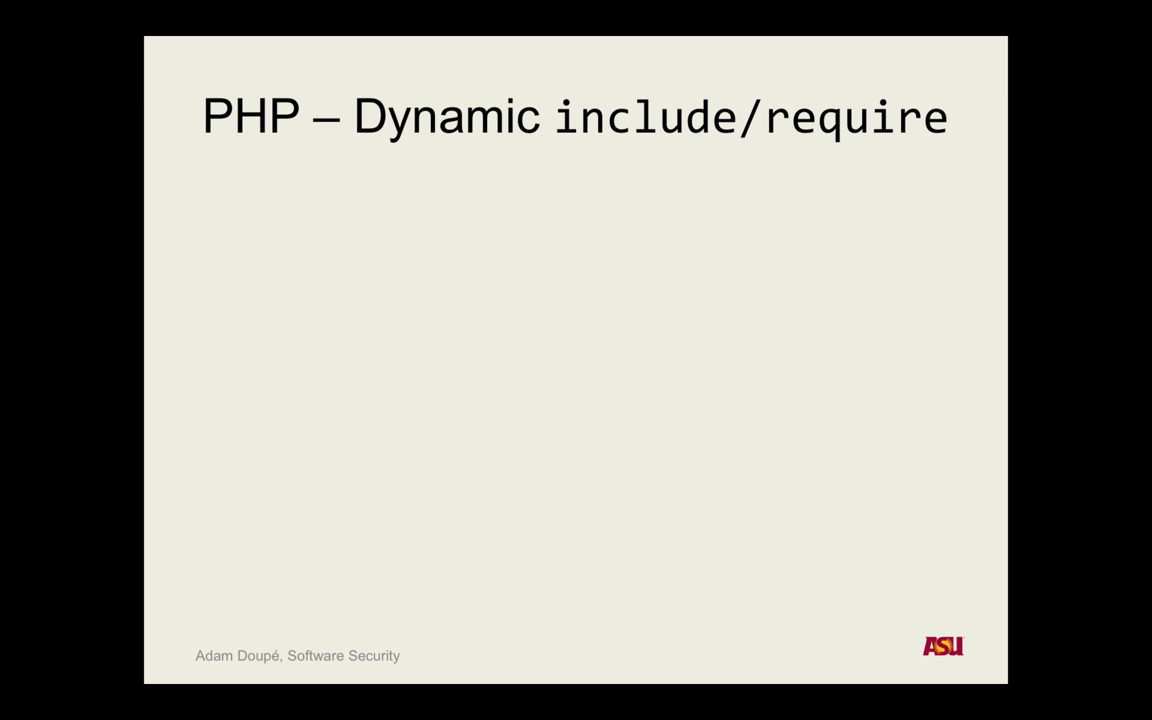 PHP – Dynamic include/require
Adam Doupé, Software Security
ASU